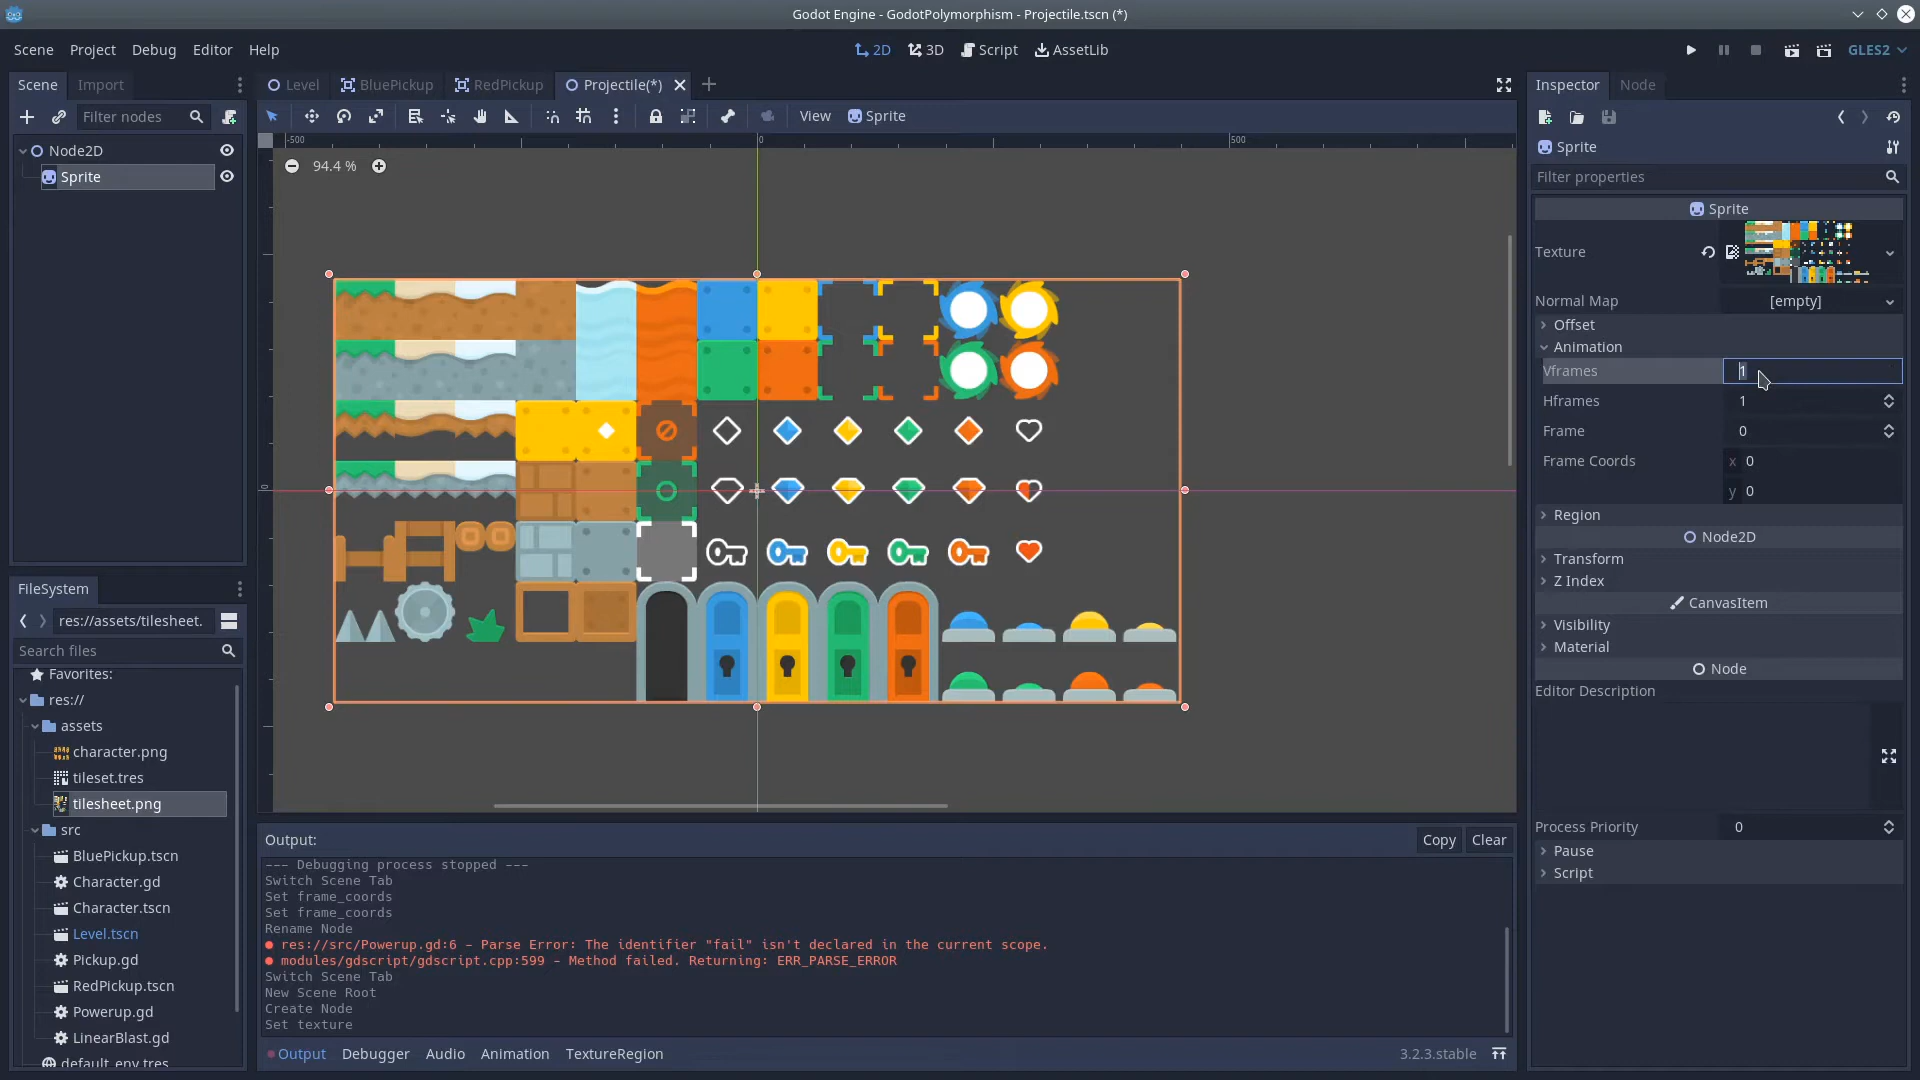 Godot Engine - GodotPolymorphism - Projectile.tscn (*)
Scene Project Debug Editor Help
2D 3D Script AssetLib
GLES2
Scene Import
Level BluePickup RedPickup Projectile(*)
Inspector Node
Filter nodes
View Sprite
Node2D
Sprite
-500 0 500
0
94.4 %
Sprite
Filter properties
Sprite
Texture
Normal Map [empty]
Offset
Animation
Vframes 1
Hframes 1
Frame 0
Frame Coords x 0
y 0
Region
Node2D
Transform
Z Index
CanvasItem
Visibility
Material
Node
Editor Description
Process Priority 0
Pause
Script
FileSystem
res://assets/tilesheet.
Search files
Favorites:
res://
assets
character.png
tileset.tres
tilesheet.png
src
BluePickup.tscn
Character.gd
Character.tscn
Level.tscn
Pickup.gd
RedPickup.tscn
Powerup.gd
LinearBlast.gd
default_env.tres
Output:
Copy Clear
--- Debugging process stopped ---
Switch Scene Tab
Set frame_coords
Set frame_coords
Rename Node
res://src/Powerup.gd:6 - Parse Error: The identifier "fail" isn't declared in the current scope.
modules/gdscript/gdscript.cpp:599 - Method failed. Returning: ERR_PARSE_ERROR
Switch Scene Tab
New Scene Root
Create Node
Set texture
Output Debugger Audio Animation TextureRegion
3.2.3.stable